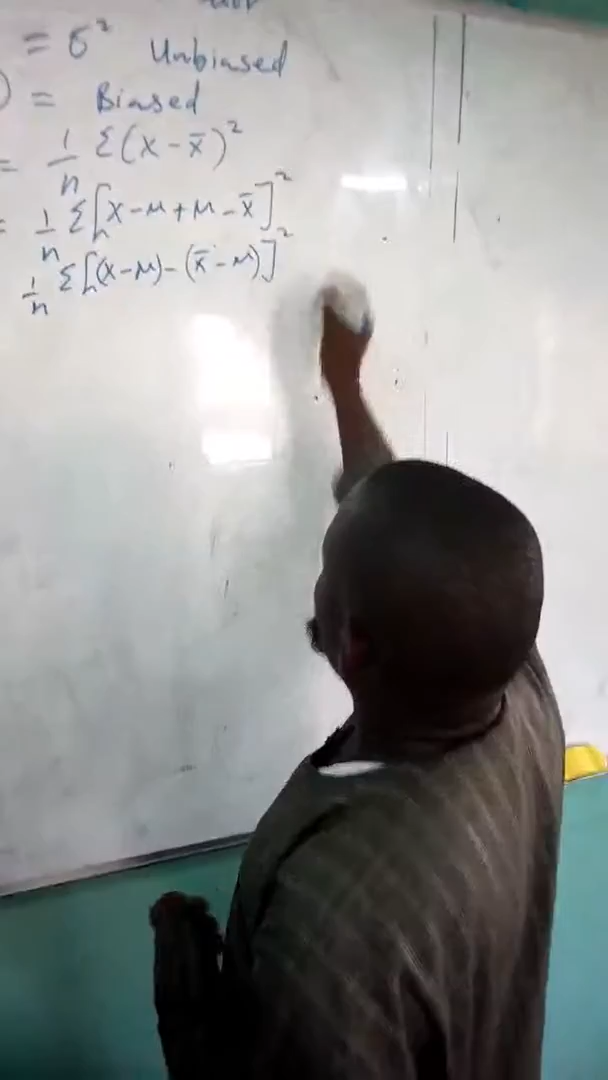 = σ² Unbiased
) = Biased
= 1/n Σ(x - x̄)²
= 1/n Σ[x - μ + μ - x̄]²
1/n Σ[(x - μ) - (x̄ - μ)]²